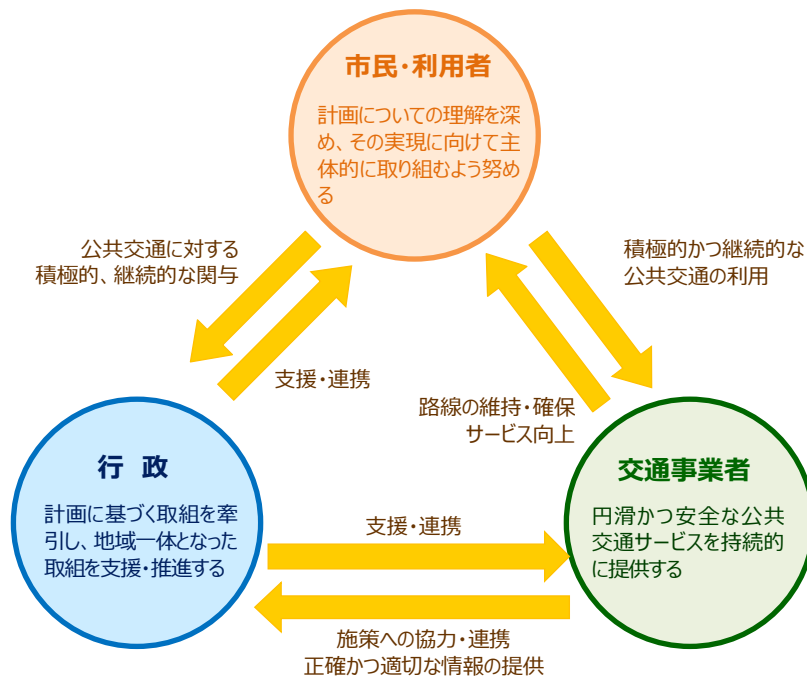 市民・利用者
計画についての理解を深
め、その実現に向けて主
体的に取り組むよう努め
る
公共交通に対する
積極的、継続的な関与
積極的かつ継続的な
公共交通の利用
支援・連携
路線の維持・確保
サービス向上
行 政
計画に基づく取組を牽
引し、地域一体となった
取組を支援・推進する
支援・連携
交通事業者
円滑かつ安全な公共
交通サービスを持続的
に提供する
施策への協力・連携
正確かつ適切な情報の提供